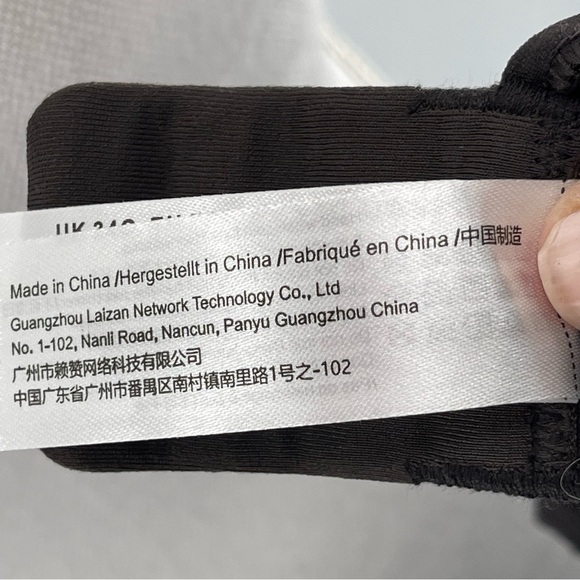 Made in China /Hergestellt in China /Fabriqué en China /中国制造
Guangzhou Laizan Network Technology Co., Ltd
No. 1-102, Nanli Road, Nancun, Panyu Guangzhou China
广州市赖赞网络科技有限公司
中国广东省广州市番禺区南村镇南里路1号之-102